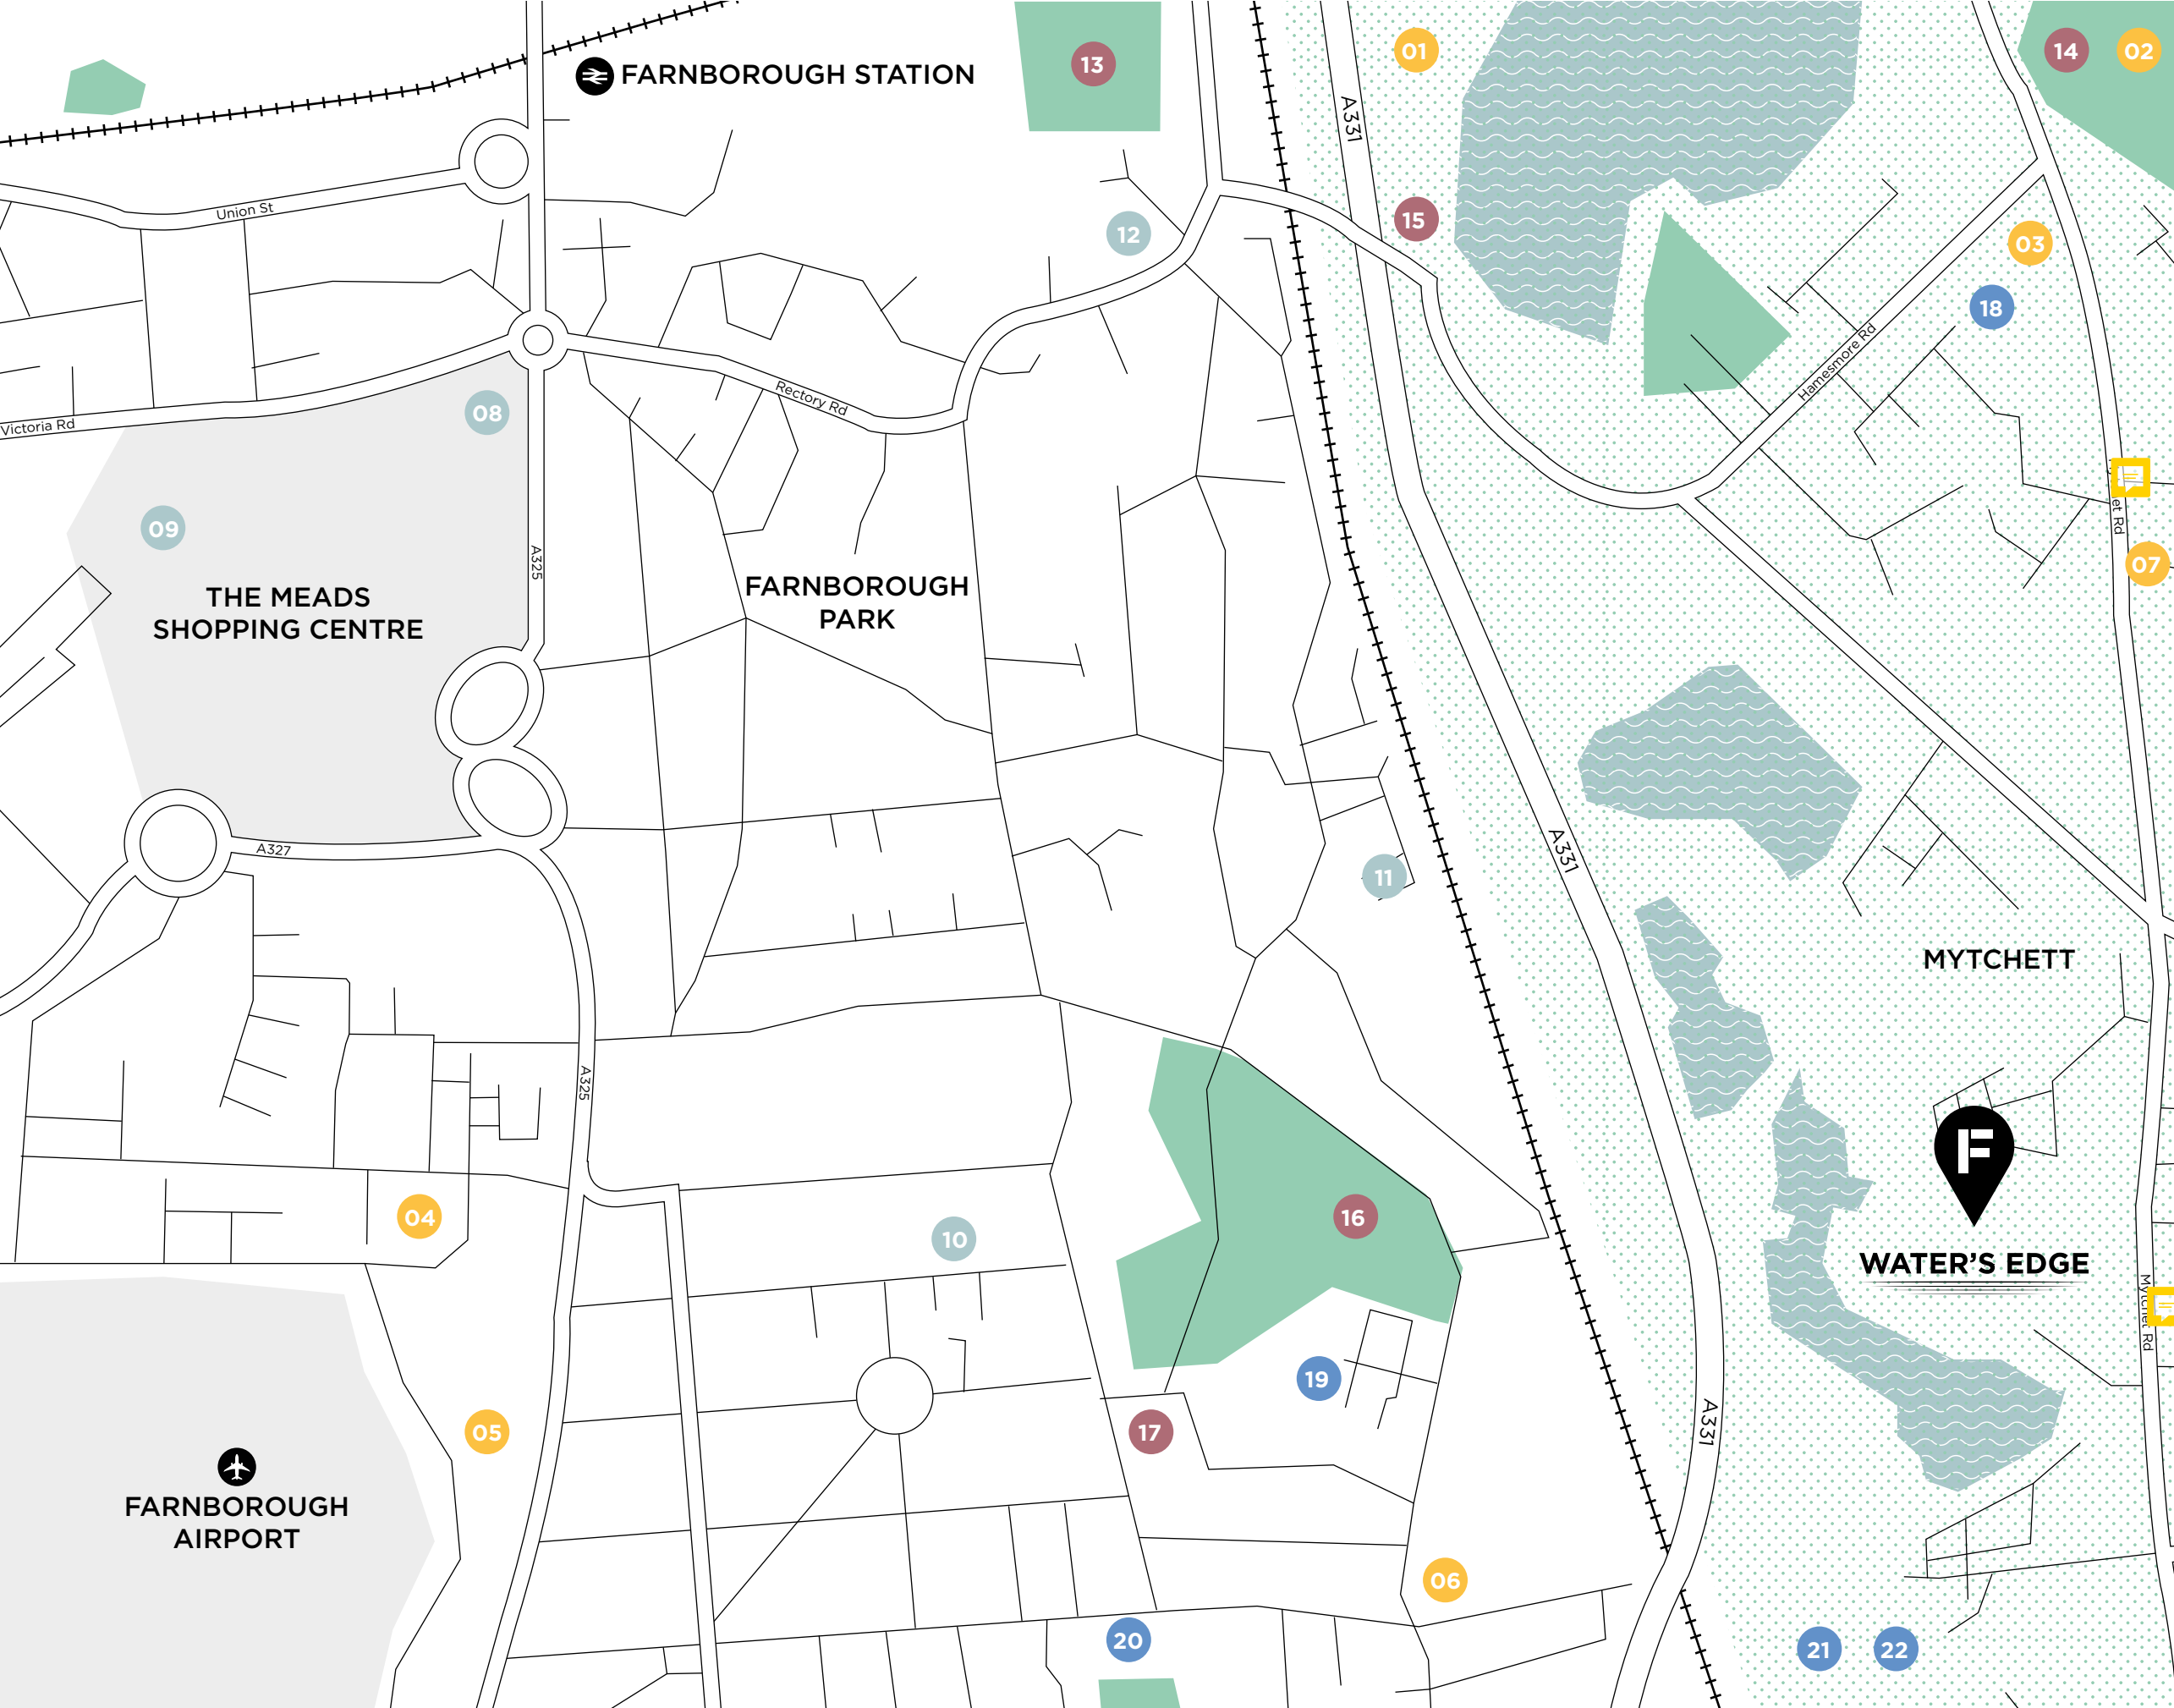 01
14
02
13
FARNBOROUGH STATION
A331
Union St
15
12
03
18
Hamesmore Rd
Rectory Rd
08
Victoria Rd
09
A325
07
FARNBOROUGH
PARK
THE MEADS
SHOPPING CENTRE
A327
A331
11
MYTCHETT
A325
F
04
16
10
WATER'S EDGE
19
05
17
A331
FARNBOROUGH
AIRPORT
06
20
21
22